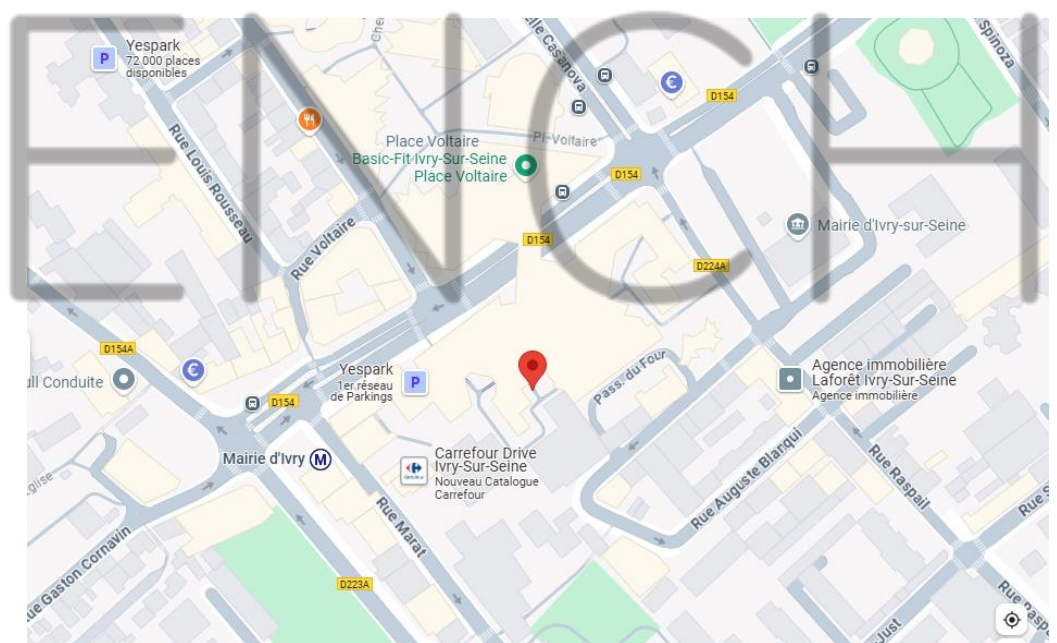 ENCH
Yespark
72 000 places
disponibles
Casanova
Spinoza
D154
Rue Louis Rousseau
Place Voltaire
Pl. Voltaire
Basic-Fit Ivry-Sur-Seine
Place Voltaire
D154
Rue Voltaire
Mairie d'Ivry-sur-Seine
D154
D224A
D154A
Conduite
Yespark
1er réseau
de Parkings
Pass. du Four
Agence immobilière
Laforêt Ivry-Sur-Seine
Agence immobilière
D154
Mairie d'Ivry
M
Carrefour Drive
Ivry-Sur-Seine
Nouveau Catalogue
Carrefour
Rue Auguste Blanqui
Rue Raspail
Rue Marat
Gaston Cornavin
D223A
Just